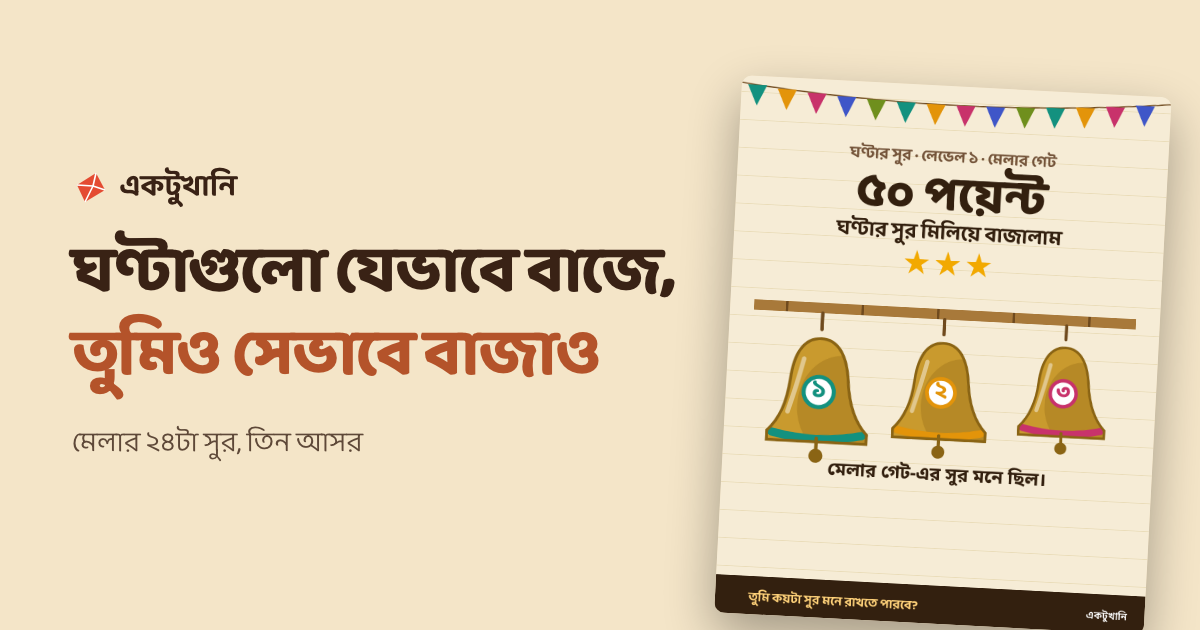 একটুখানি
ঘণ্টাগুলো যেভাবে বাজে,
তুমিও সেভাবে বাজাও
মেলার ২৪টা সুর, তিন আসর
ঘণ্টার সুর · লেভেল ১ · মেলার গেট
৫০ পয়েন্ট
ঘণ্টার সুর মিলিয়ে বাজালাম
১ ২ ৩
মেলার গেট-এর সুর মনে ছিল।
তুমি কয়টা সুর মনে রাখতে পারবে?
একটুখানি